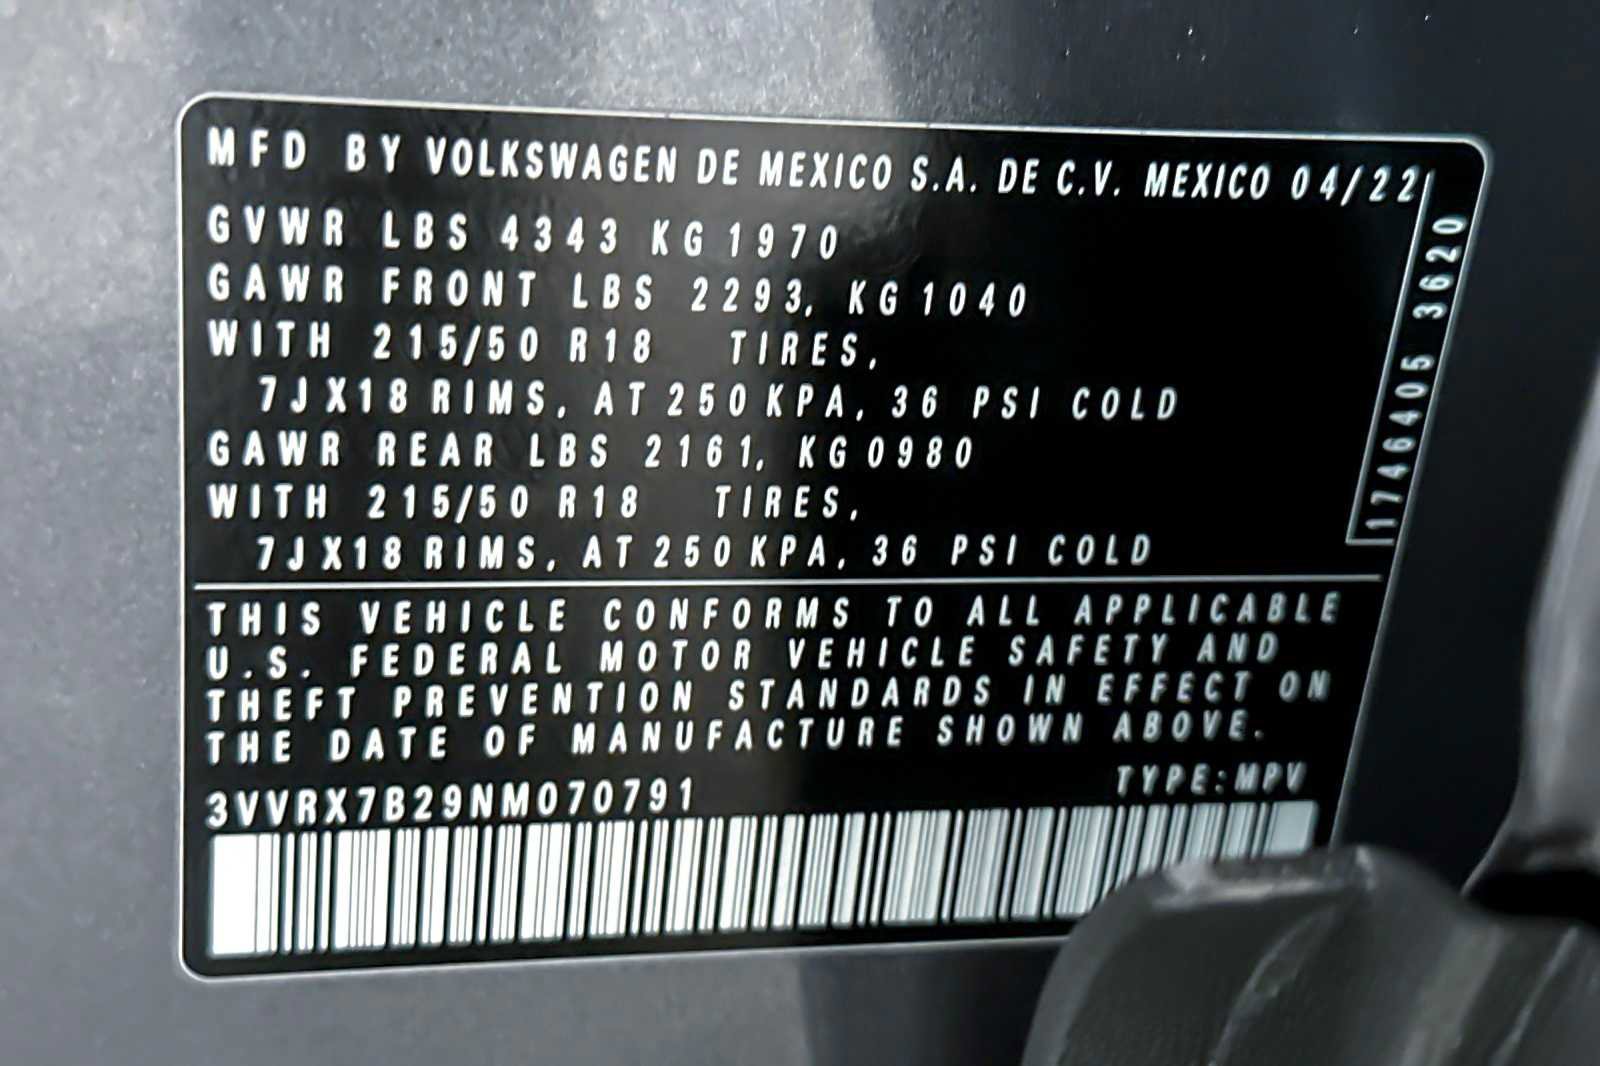 MFD BY VOLKSWAGEN DE MEXICO S.A. DE C.V. MEXICO 04/22
GVWR LBS 4343 KG 1970
GAWR FRONT LBS 2293, KG 1040
WITH 215/50 R18 TIRES,
7JX18 RIMS, AT 250 KPA, 36 PSI COLD
GAWR REAR LBS 2161, KG 0980
WITH 215/50 R18 TIRES,
7JX18 RIMS, AT 250 KPA, 36 PSI COLD
1746405 3620
THIS VEHICLE CONFORMS TO ALL APPLICABLE
U.S. FEDERAL MOTOR VEHICLE SAFETY AND
THEFT PREVENTION STANDARDS IN EFFECT ON
THE DATE OF MANUFACTURE SHOWN ABOVE.
TYPE: MPV
3VVRX7B29NM070791